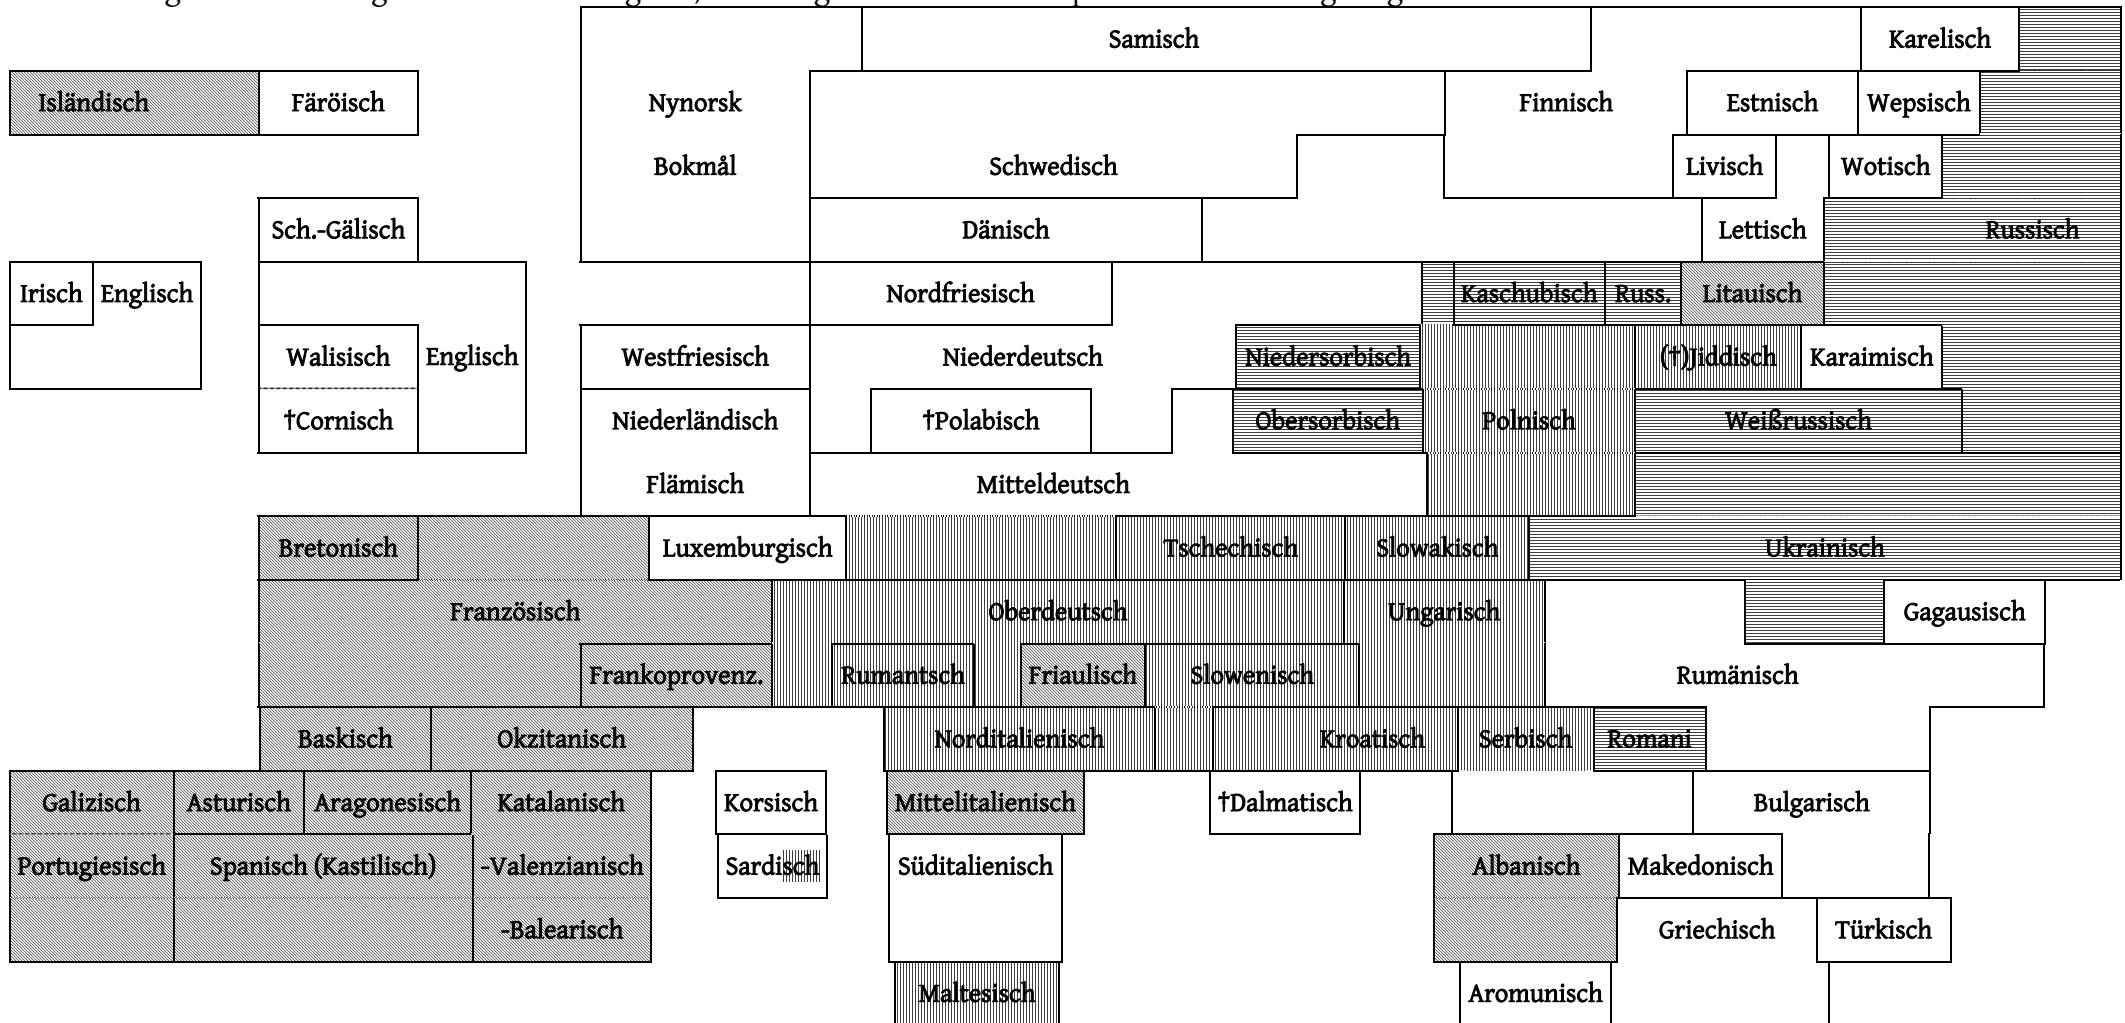 Samisch Karelisch
Isländisch Färöisch Nynorsk Finnisch Estnisch Wepsisch
Bokmål Schwedisch Livisch Wotisch
Sch.-Gälisch Dänisch Lettisch Russisch
Irisch Englisch Nordfriesisch Kaschubisch Russ. Litauisch
Walisisch Englisch Westfriesisch Niederdeutsch Niedersorbisch (†)Jiddisch Karaimisch
†Cornisch Niederländisch †Polabisch Obersorbisch Polnisch Weißrussisch
Flämisch Mitteldeutsch
Bretonisch Luxemburgisch Tschechisch Slowakisch Ukrainisch
Französisch Oberdeutsch Ungarisch Gagausisch
Frankoprovenz. Rumantsch Friaulisch Slowenisch Rumänisch
Baskisch Okzitanisch Norditalienisch Kroatisch Serbisch Romani
Galizisch Asturisch Aragonesisch Katalanisch Korsisch Mittelitalienisch †Dalmatisch Bulgarisch
Portugiesisch Spanisch (Kastilisch) -Valenzianisch Sardisch Süditalienisch Albanisch Makedonisch
-Balearisch Griechisch Türkisch
Maltesisch Aromunisch